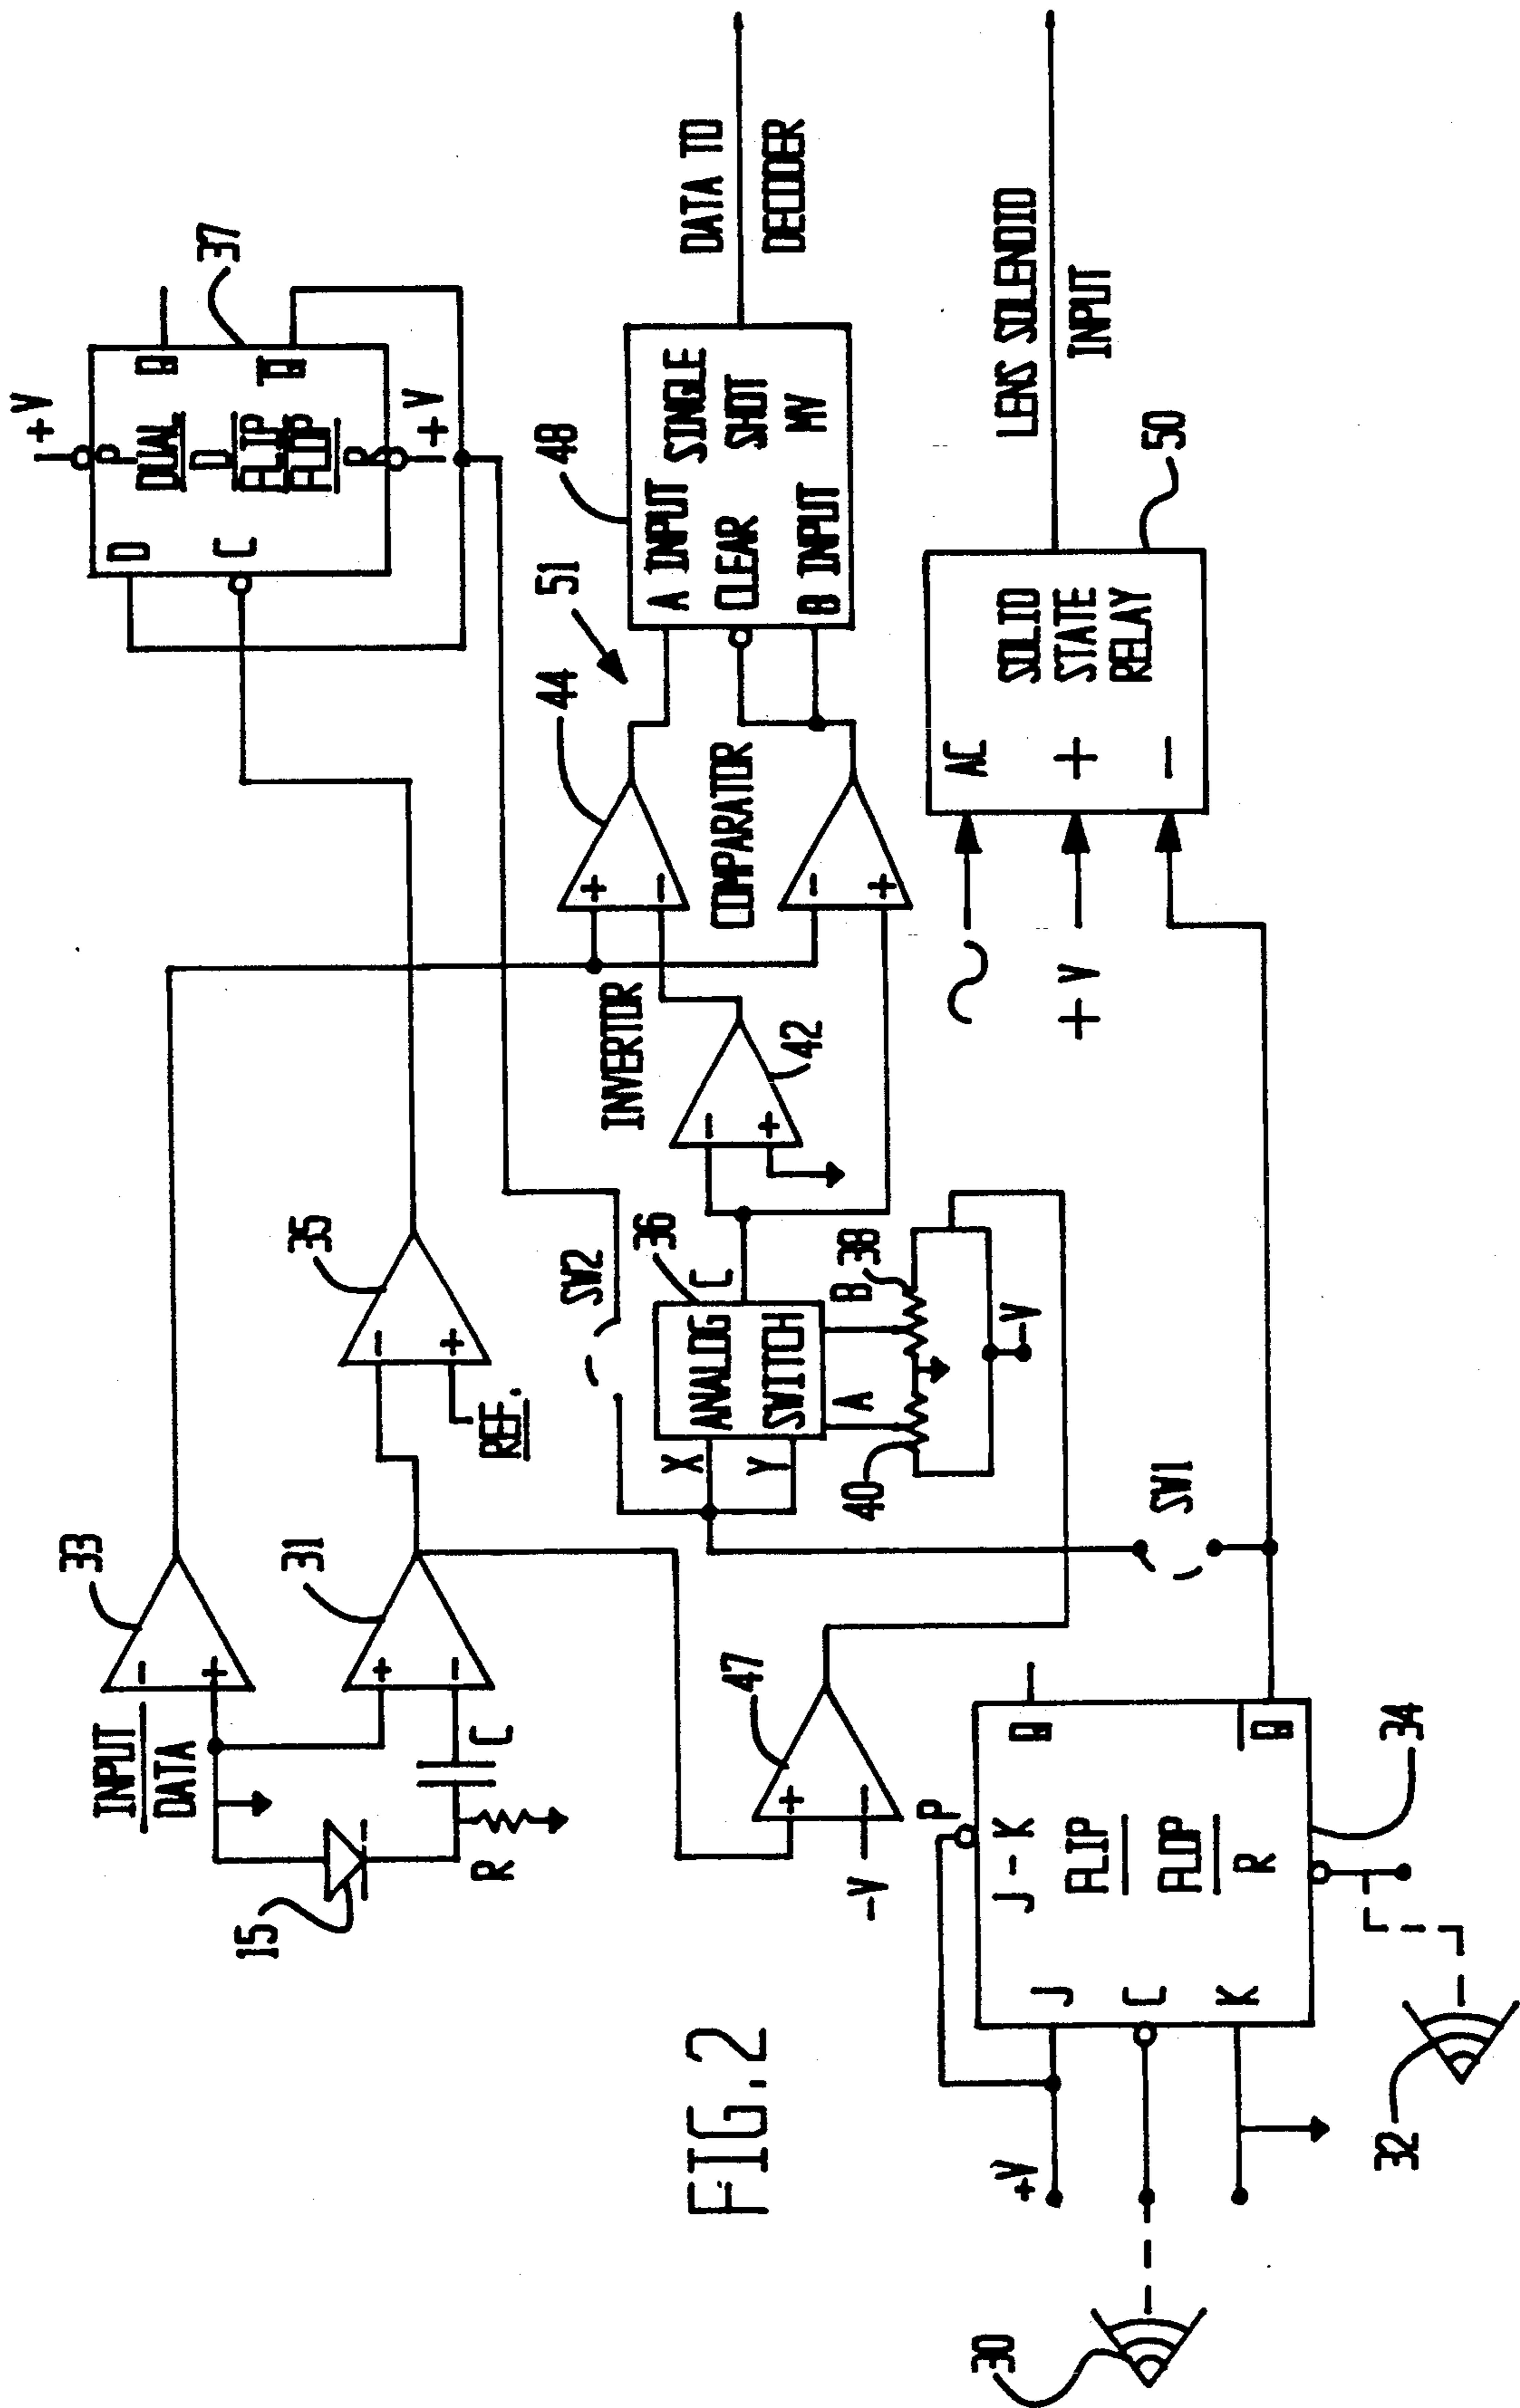 FIG.2
33
INPUT
DATA
-
+
31
+
-
C
R
15
35
-
+
REF.
+V
P
DUAL
D
FLIP
FLOP
R
+V
D
C
Q
Q
37
SW2
36
ANALOG
SWITCH
X
Y
C
A
B
38
40
-V
INVERTOR
-
+
42
44
+
-
COMPARATOR
-
+
51
48
A INPUT
CLEAR
B INPUT
SINGLE
SHOT
MV
DATA TO
DECODER
47
+
-
-V
SW1
AC
+
-
SOLID
STATE
RELAY
50
+V
LENS SOLENOID
INPUT
P
J-K
FLIP
FLOP
R
J
C
K
Q
Q
34
+V
30
32